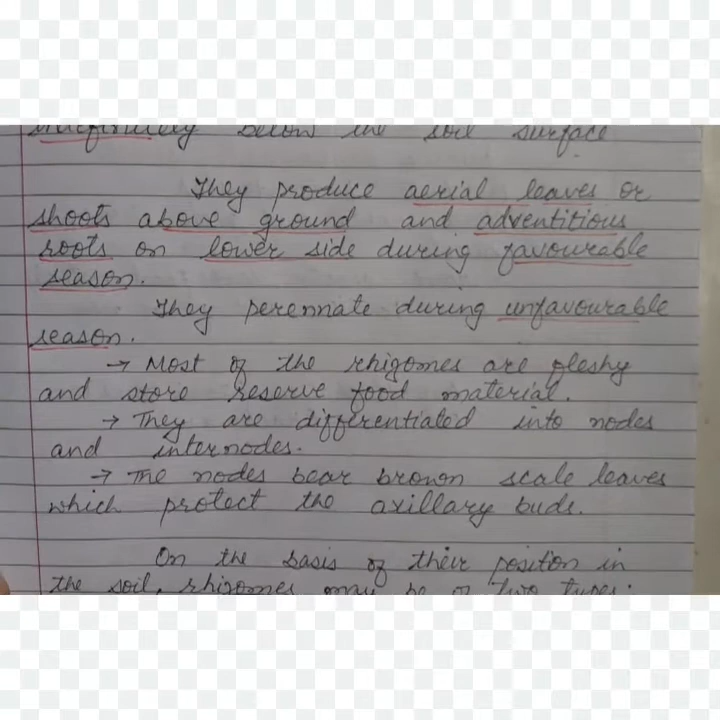 indefinitely below the soil surface
They produce aerial leaves or
shoots above ground and adventitious
roots on lower side during favourable
season.
They perennate during unfavourable
season.
→ Most of the rhizomes are fleshy
and store reserve food material.
→ They are differentiated into nodes
and internodes.
→ The nodes bear brown scale leaves
which protect the axillary buds.
On the basis of their position in
the soil, rhizomes may be of two types: